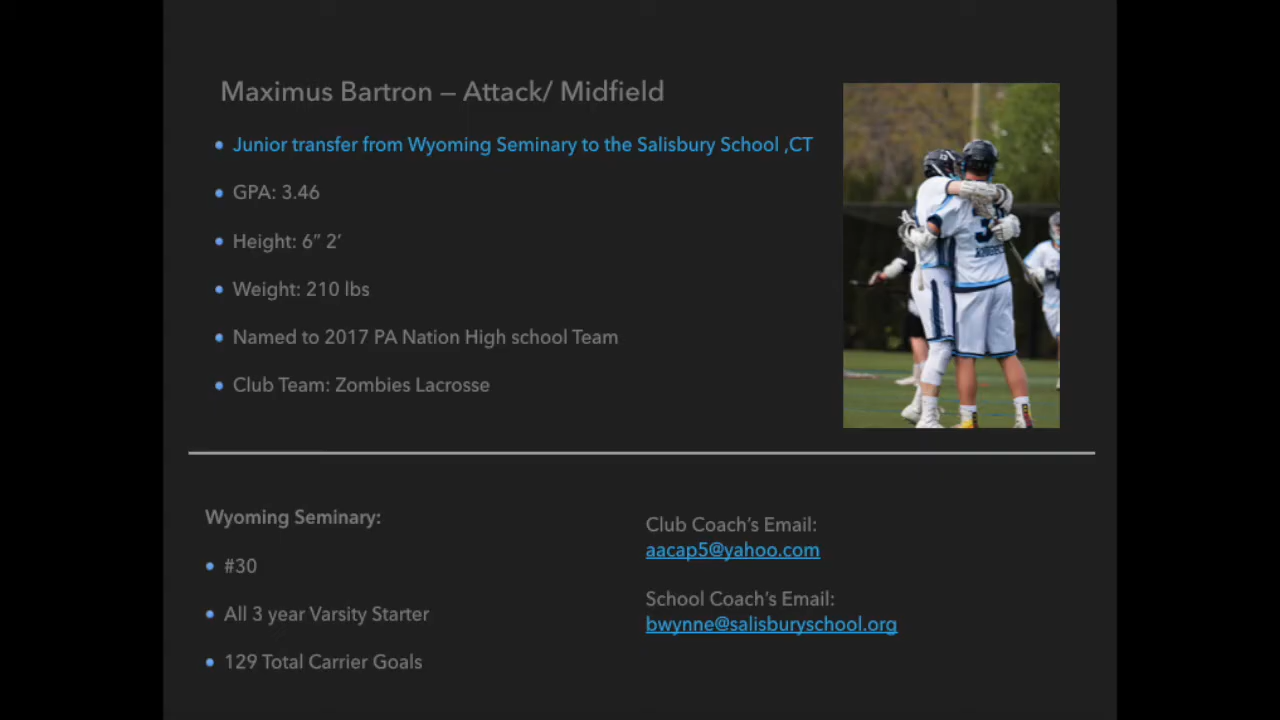 Maximus Bartron – Attack/ Midfield
Junior transfer from Wyoming Seminary to the Salisbury School ,CT
GPA: 3.46
Height: 6” 2’
Weight: 210 lbs
Named to 2017 PA Nation High school Team
Club Team: Zombies Lacrosse
Wyoming Seminary:
#30
All 3 year Varsity Starter
129 Total Carrier Goals
Club Coach’s Email:
aacap5@yahoo.com
School Coach’s Email:
bwynne@salisburyschool.org